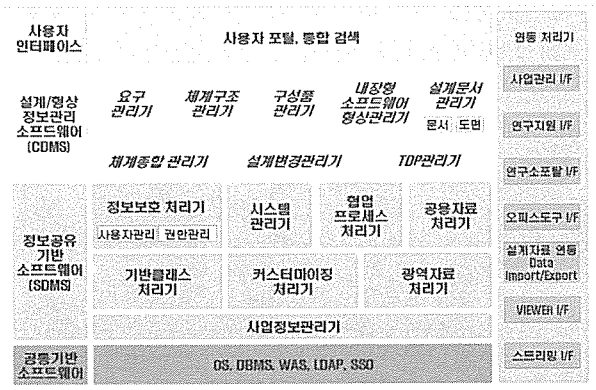 사용자
인터페이스
사용자 포탈, 통합 검색
설계/형상
정보관리
소프트웨어
(CDMS)
요구
관리기
체계구조
관리기
구성품
관리기
내장형
소프트웨어
형상관리기
설계문서
관리기
문서 도면
체계종합 관리기
설계변경관리기
TDP관리기
정보공유
기반
소프트웨어
(SDMS)
정보보호 처리기
사용자관리 권한관리
시스템
관리기
협업
프로세스
처리기
공용자료
처리기
기반클래스
처리기
커스터마이징
처리기
광역자료
처리기
사업정보관리기
공통기반
소프트웨어
OS, DBMS, WAS, LDAP, SSO
연동 처리기
사업관리 I/F
연구지원 I/F
연구소포탈 I/F
오피스도구 I/F
설계자료 연동
Data
Import/Export
VIEWER I/F
스트리밍 I/F